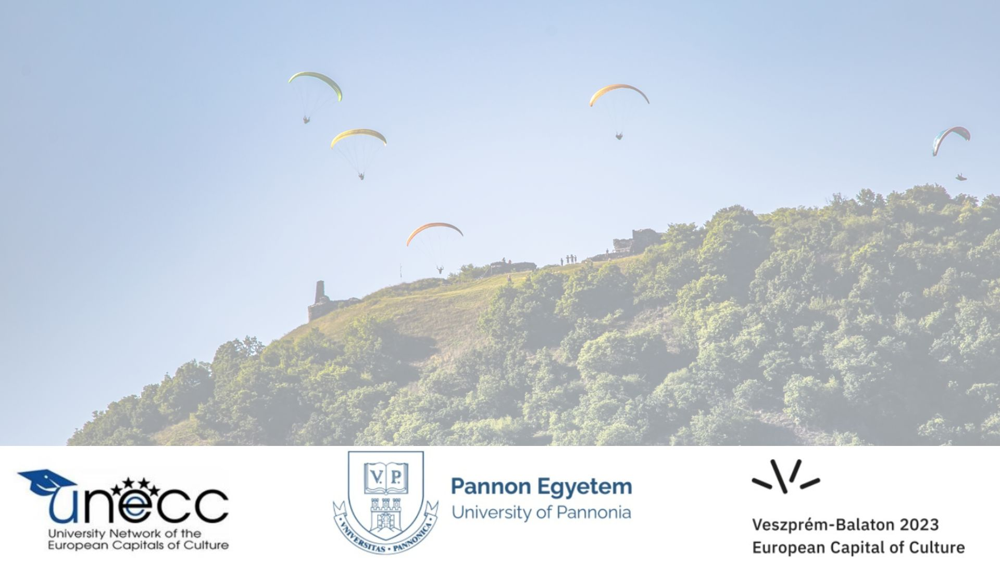 unecc
University Network of the
European Capitals of Culture
V. P.
VNIVERSITAS • PANNONICA
Pannon Egyetem
University of Pannonia
Veszprém-Balaton 2023
European Capital of Culture